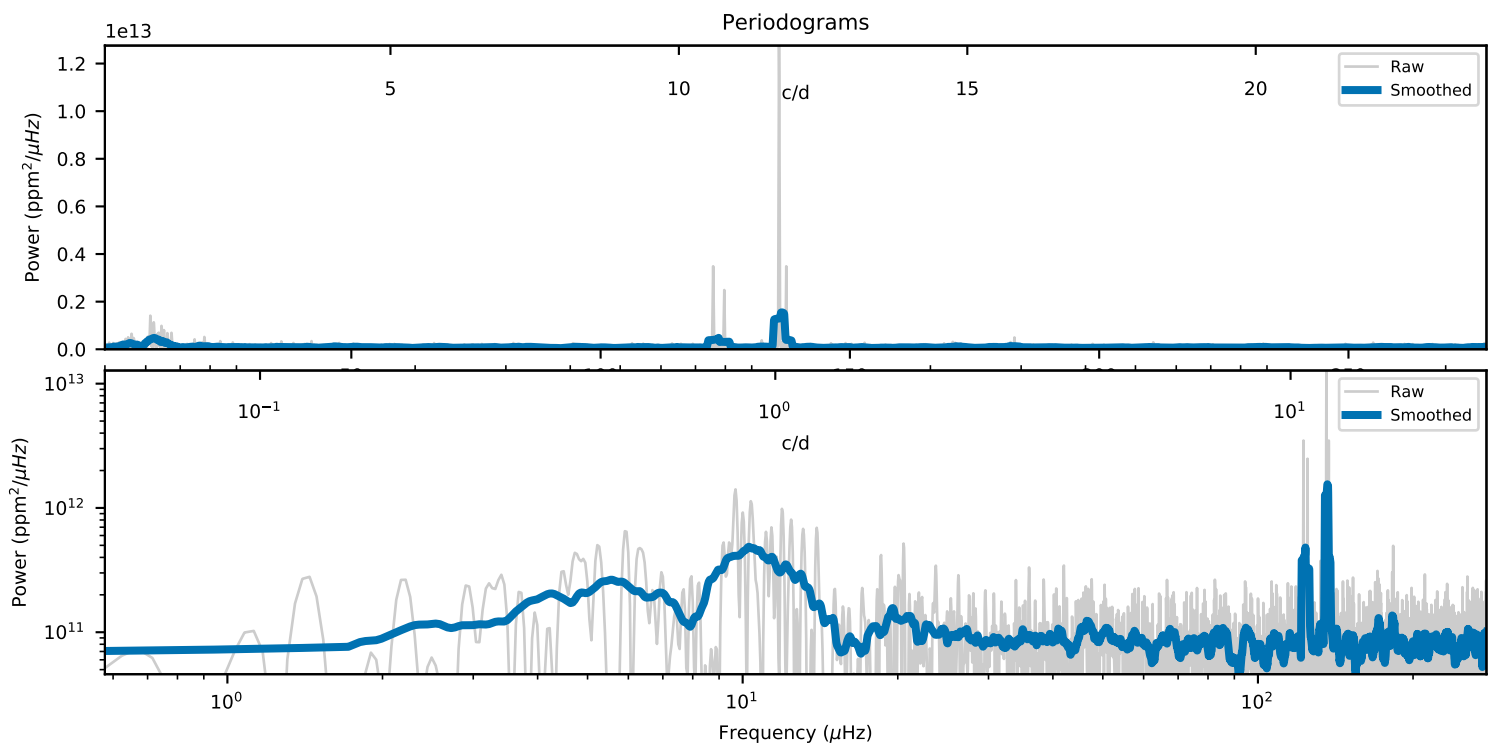 Periodograms
1e13
5 10 15 20
c/d
Raw
Smoothed
Power (ppm²/μHz)
1.2
1.0
0.8
0.6
0.4
0.2
0.0
10⁻¹ 10⁰ 10¹
c/d
Raw
Smoothed
Power (ppm²/μHz)
10¹³
10¹²
10¹¹
10⁰ 10¹ 10²
Frequency (μHz)